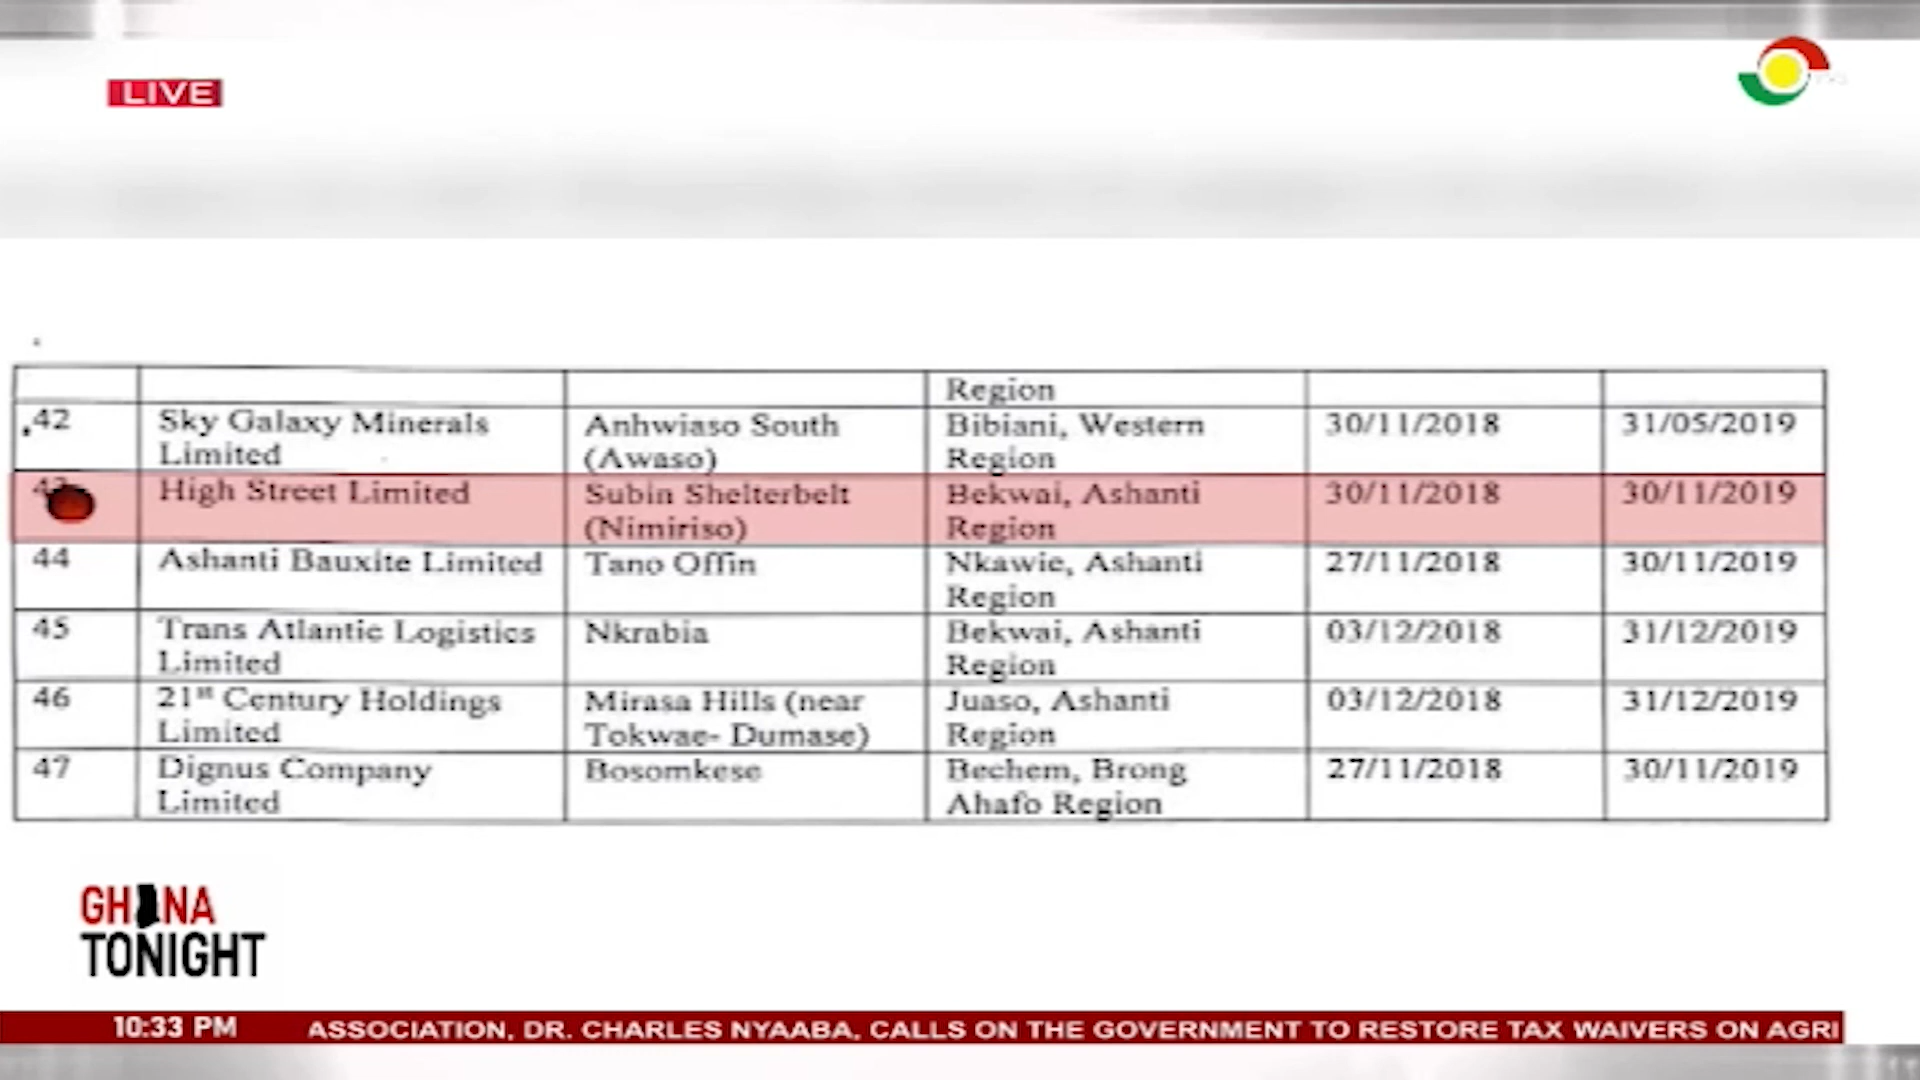 LIVE
Region
42 Sky Galaxy Minerals Anhwiaso South Bibiani, Western 30/11/2018 31/05/2019
Limited (Awaso) Region
High Street Limited Subin Shelterbelt Bekwai, Ashanti 30/11/2018 30/11/2019
(Nimiriso) Region
44 Ashanti Bauxite Limited Tano Offin Nkawie, Ashanti 27/11/2018 30/11/2019
Region
45 Trans Atlantic Logistics Nkrabia Bekwai, Ashanti 03/12/2018 31/12/2019
Limited Region
46 21st Century Holdings Mirasa Hills (near Juaso, Ashanti 03/12/2018 31/12/2019
Limited Tokwae- Dumase) Region
47 Dignus Company Bosomkese Bechem, Brong 27/11/2018 30/11/2019
Limited Ahafo Region
GHANA
TONIGHT
10:33 PM ASSOCIATION, DR. CHARLES NYAABA, CALLS ON THE GOVERNMENT TO RESTORE TAX WAIVERS ON AGRI